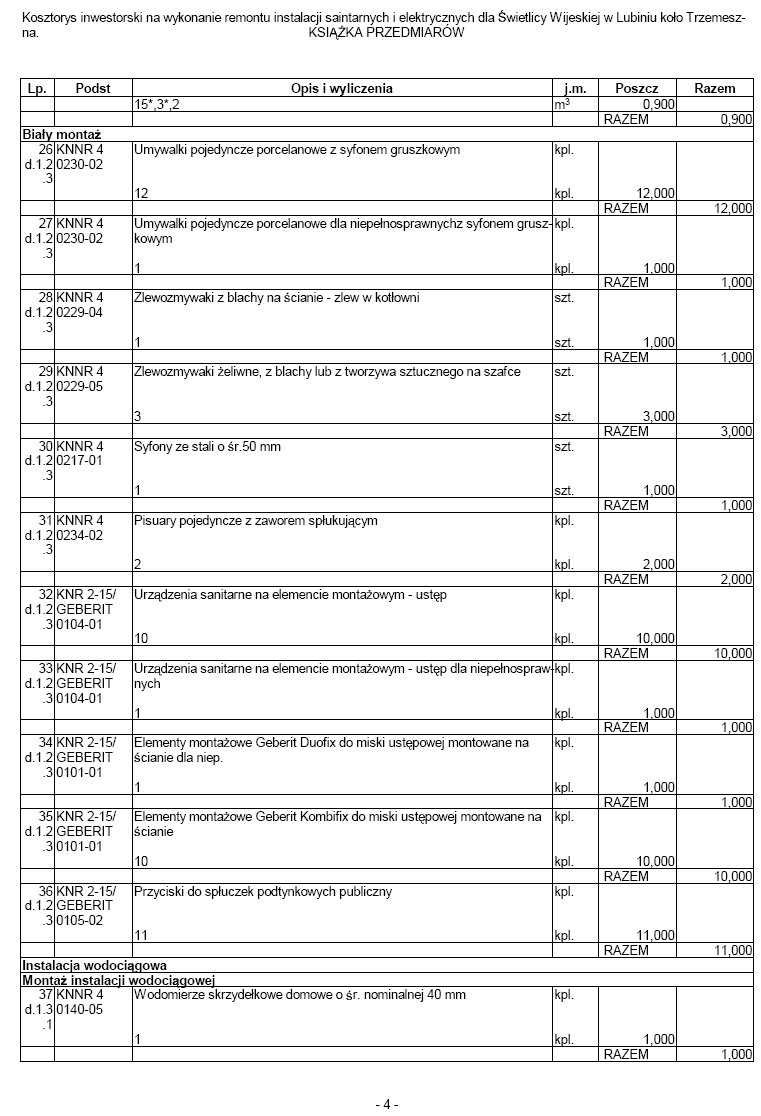 Kosztorys inwestorski na wykonanie remontu instalacji saintarnych i elektrycznych dla Świetlicy Wijeskiej w Lubiniu koło Trzemesz-
na. KSIĄŻKA PRZEDMIARÓW
Lp. Podst Opis i wyliczenia j.m. Poszcz Razem
15*,3*,2 m³ 0,900
RAZEM 0,900
Biały montaż
26 KNNR 4 Umywalki pojedyncze porcelanowe z syfonem gruszkowym kpl.
d.1.2 0230-02
.3
12 kpl. 12,000
RAZEM 12,000
27 KNNR 4 Umywalki pojedyncze porcelanowe dla niepełnosprawnychz syfonem grusz- kpl.
d.1.2 0230-02 kowym
.3
1 kpl. 1,000
RAZEM 1,000
28 KNNR 4 Zlewozmywaki z blachy na ścianie - zlew w kotłowni szt.
d.1.2 0229-04
.3
1 szt. 1,000
RAZEM 1,000
29 KNNR 4 Zlewozmywaki żeliwne, z blachy lub z tworzywa sztucznego na szafce szt.
d.1.2 0229-05
.3
3 szt. 3,000
RAZEM 3,000
30 KNNR 4 Syfony ze stali o śr.50 mm szt.
d.1.2 0217-01
.3
1 szt. 1,000
RAZEM 1,000
31 KNNR 4 Pisuary pojedyncze z zaworem spłukującym kpl.
d.1.2 0234-02
.3
2 kpl. 2,000
RAZEM 2,000
32 KNR 2-15/ Urządzenia sanitarne na elemencie montażowym - ustęp kpl.
d.1.2 GEBERIT
.3 0104-01
10 kpl. 10,000
RAZEM 10,000
33 KNR 2-15/ Urządzenia sanitarne na elemencie montażowym - ustęp dla niepełnospraw- kpl.
d.1.2 GEBERIT nych
.3 0104-01
1 kpl. 1,000
RAZEM 1,000
34 KNR 2-15/ Elementy montażowe Geberit Duofix do miski ustępowej montowane na kpl.
d.1.2 GEBERIT ścianie dla niep.
.3 0101-01
1 kpl. 1,000
RAZEM 1,000
35 KNR 2-15/ Elementy montażowe Geberit Kombifix do miski ustępowej montowane na kpl.
d.1.2 GEBERIT ścianie
.3 0101-01
10 kpl. 10,000
RAZEM 10,000
36 KNR 2-15/ Przyciski do spłuczek podtynkowych publiczny kpl.
d.1.2 GEBERIT
.3 0105-02
11 kpl. 11,000
RAZEM 11,000
Instalacja wodociągowa
Montaż instalacji wodociągowej
37 KNNR 4 Wodomierze skrzydełkowe domowe o śr. nominalnej 40 mm kpl.
d.1.3 0140-05
.1
1 kpl. 1,000
RAZEM 1,000
- 4 -